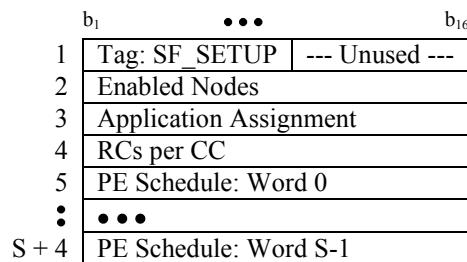 b1 ••• b16
1 Tag: SF_SETUP --- Unused ---
2 Enabled Nodes
3 Application Assignment
4 RCs per CC
5 PE Schedule: Word 0
: •••
S + 4 PE Schedule: Word S-1